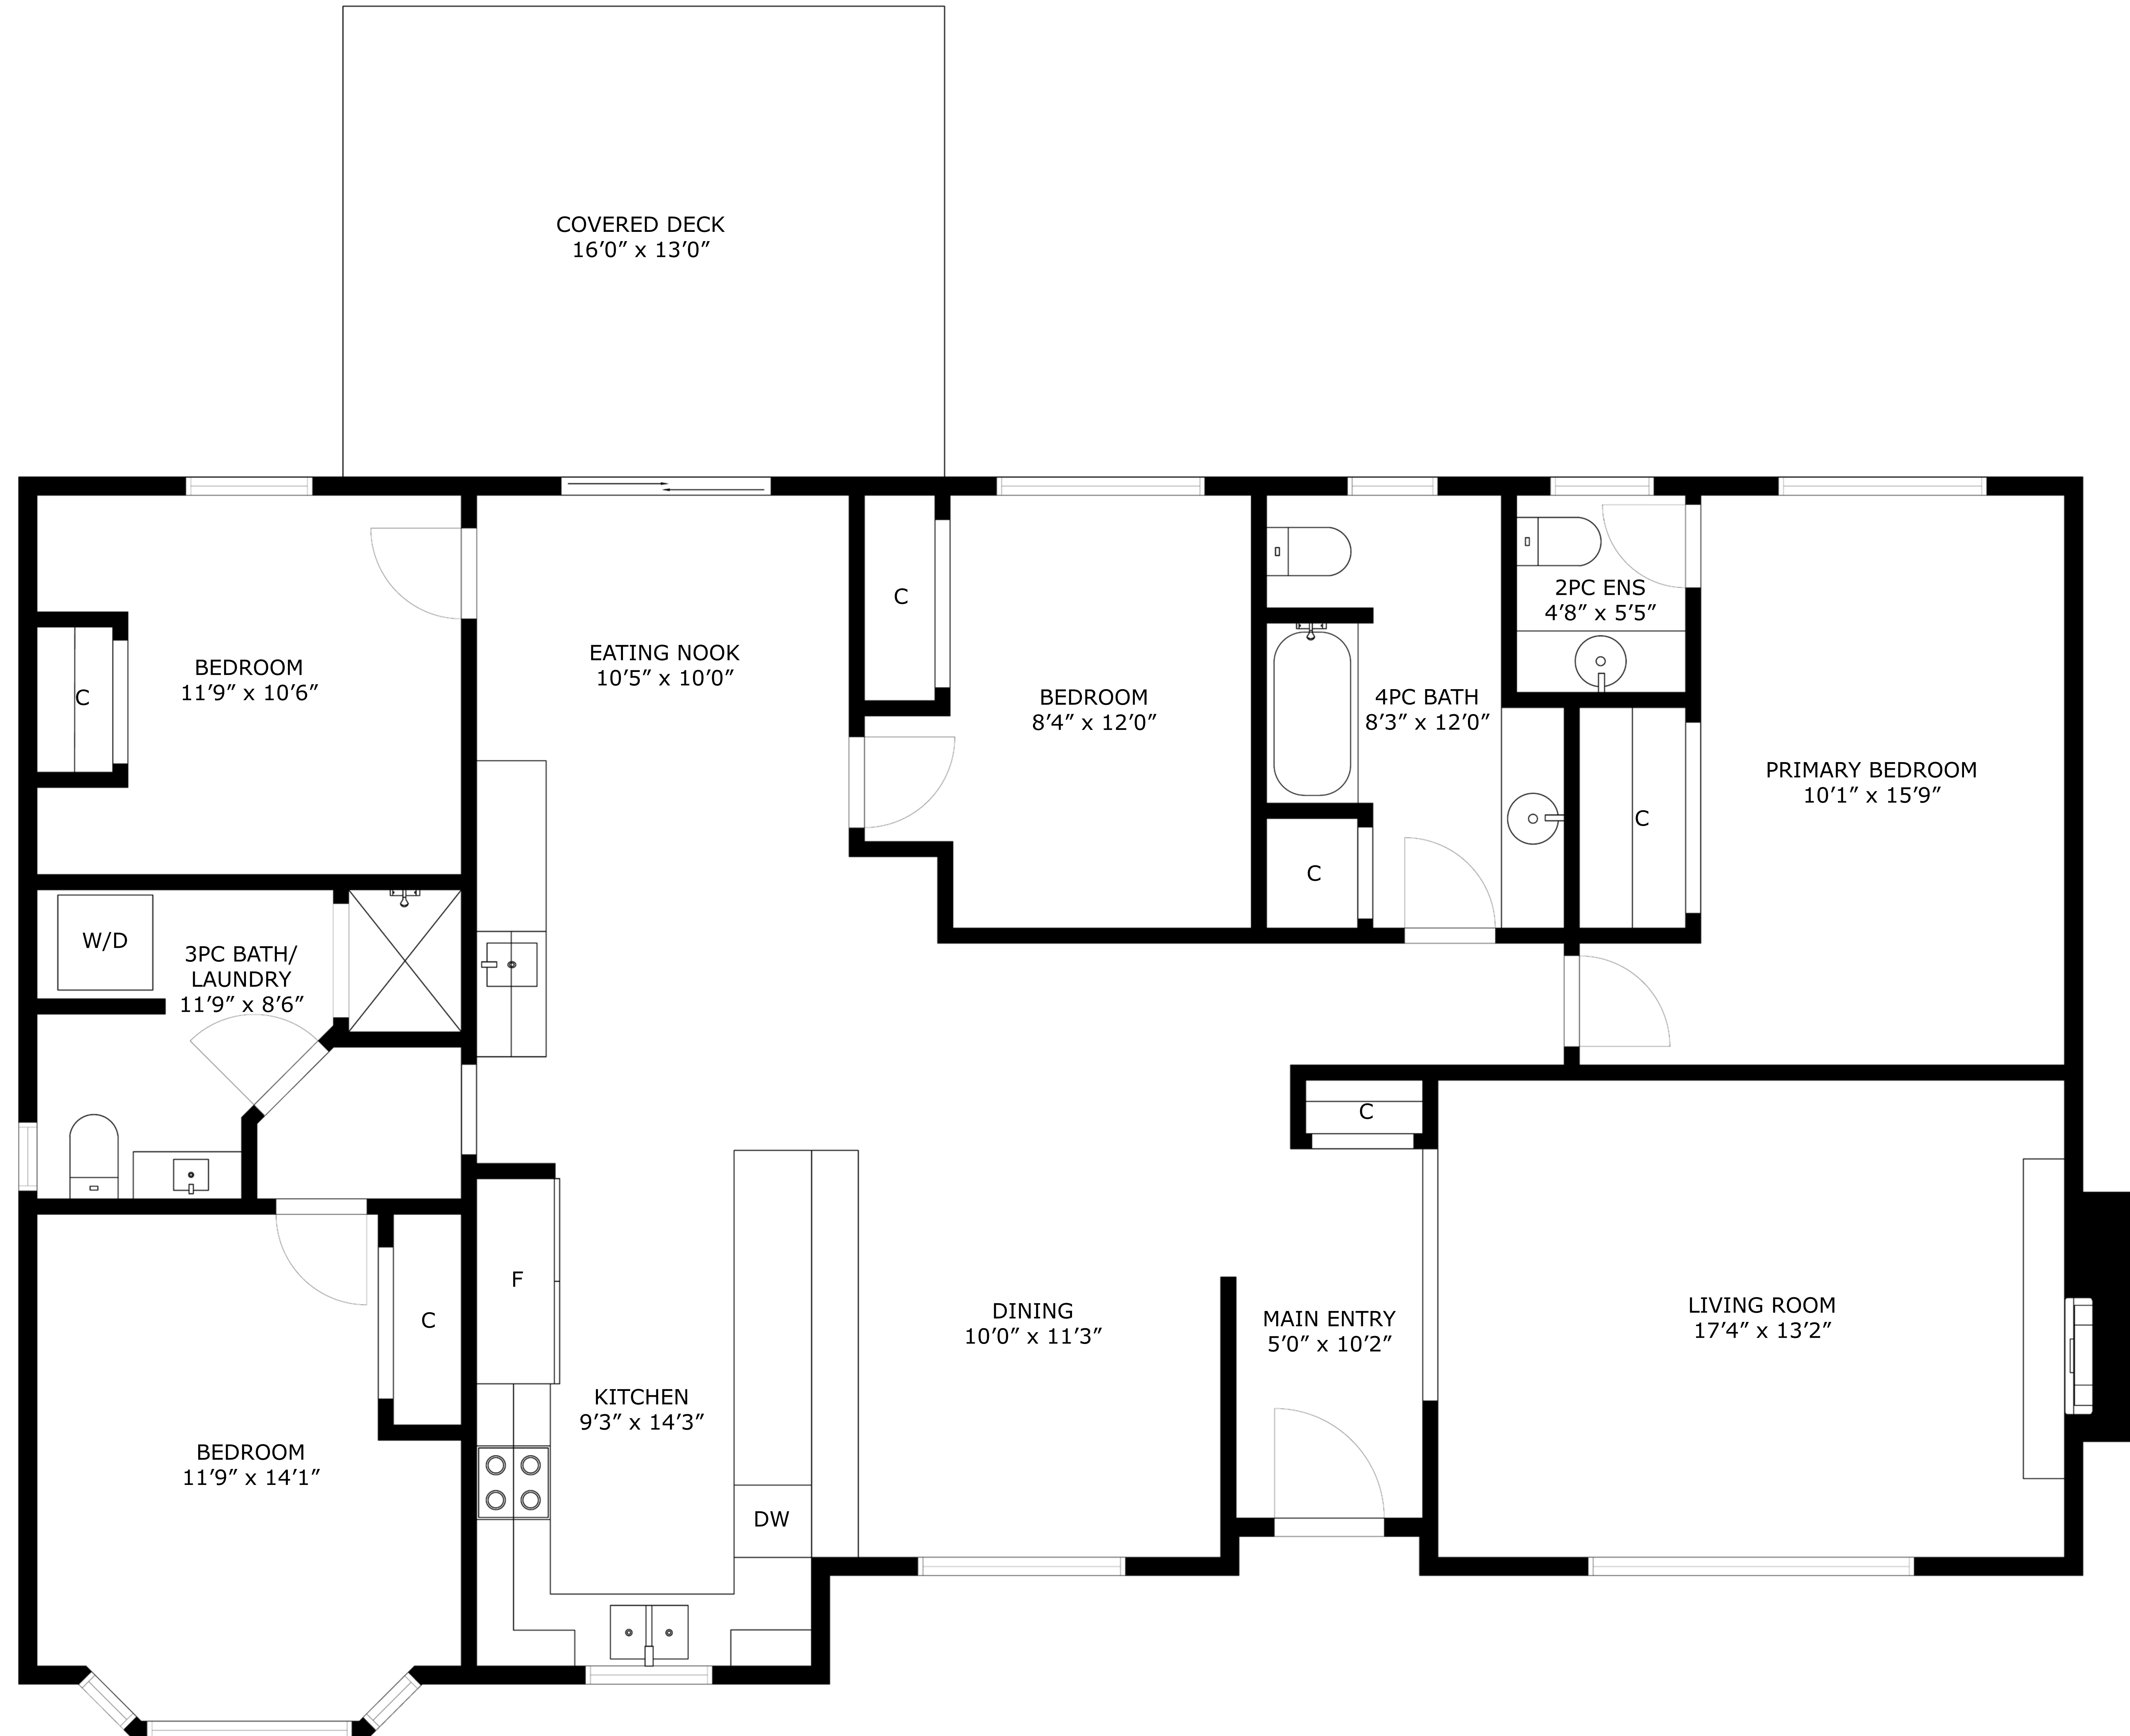 COVERED DECK
16’0” x 13’0”
2PC ENS
4’8” x 5’5”
C
EATING NOOK
10’5” x 10’0”
BEDROOM
11’9” x 10’6”
C
BEDROOM
8’4” x 12’0”
4PC BATH
8’3” x 12’0”
PRIMARY BEDROOM
10’1” x 15’9”
C
C
W/D
3PC BATH/
LAUNDRY
11’9” x 8’6”
C
F
C
DINING
10’0” x 11’3”
MAIN ENTRY
5’0” x 10’2”
LIVING ROOM
17’4” x 13’2”
KITCHEN
9’3” x 14’3”
BEDROOM
11’9” x 14’1”
DW